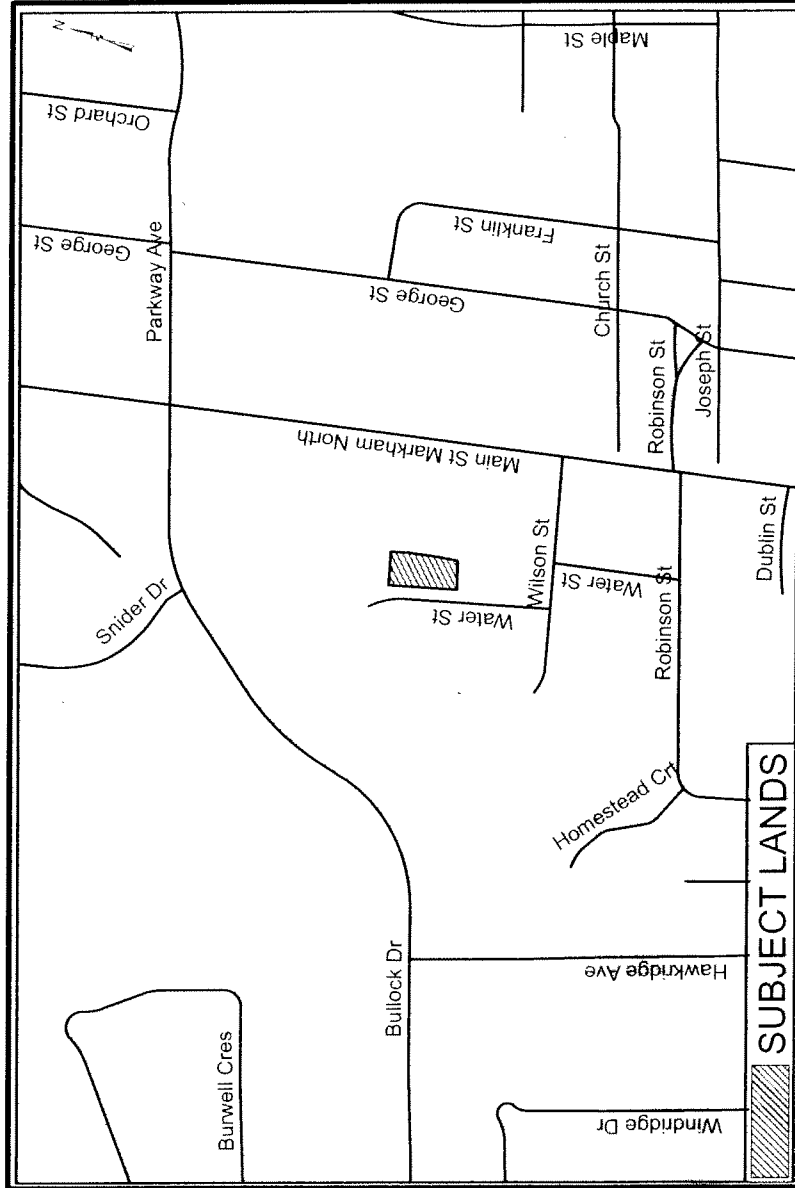 N
Orchard St
Maple St
George St
Parkway Ave
Franklin St
George St
Church St
Main St Markham North
Robinson St
Joseph St
Snider Dr
Wilson St
Water St
Water St
Robinson St
Dublin St
Homestead Crt
Bullock Dr
Hawkridge Ave
Burwell Cres
Windridge Dr
SUBJECT LANDS